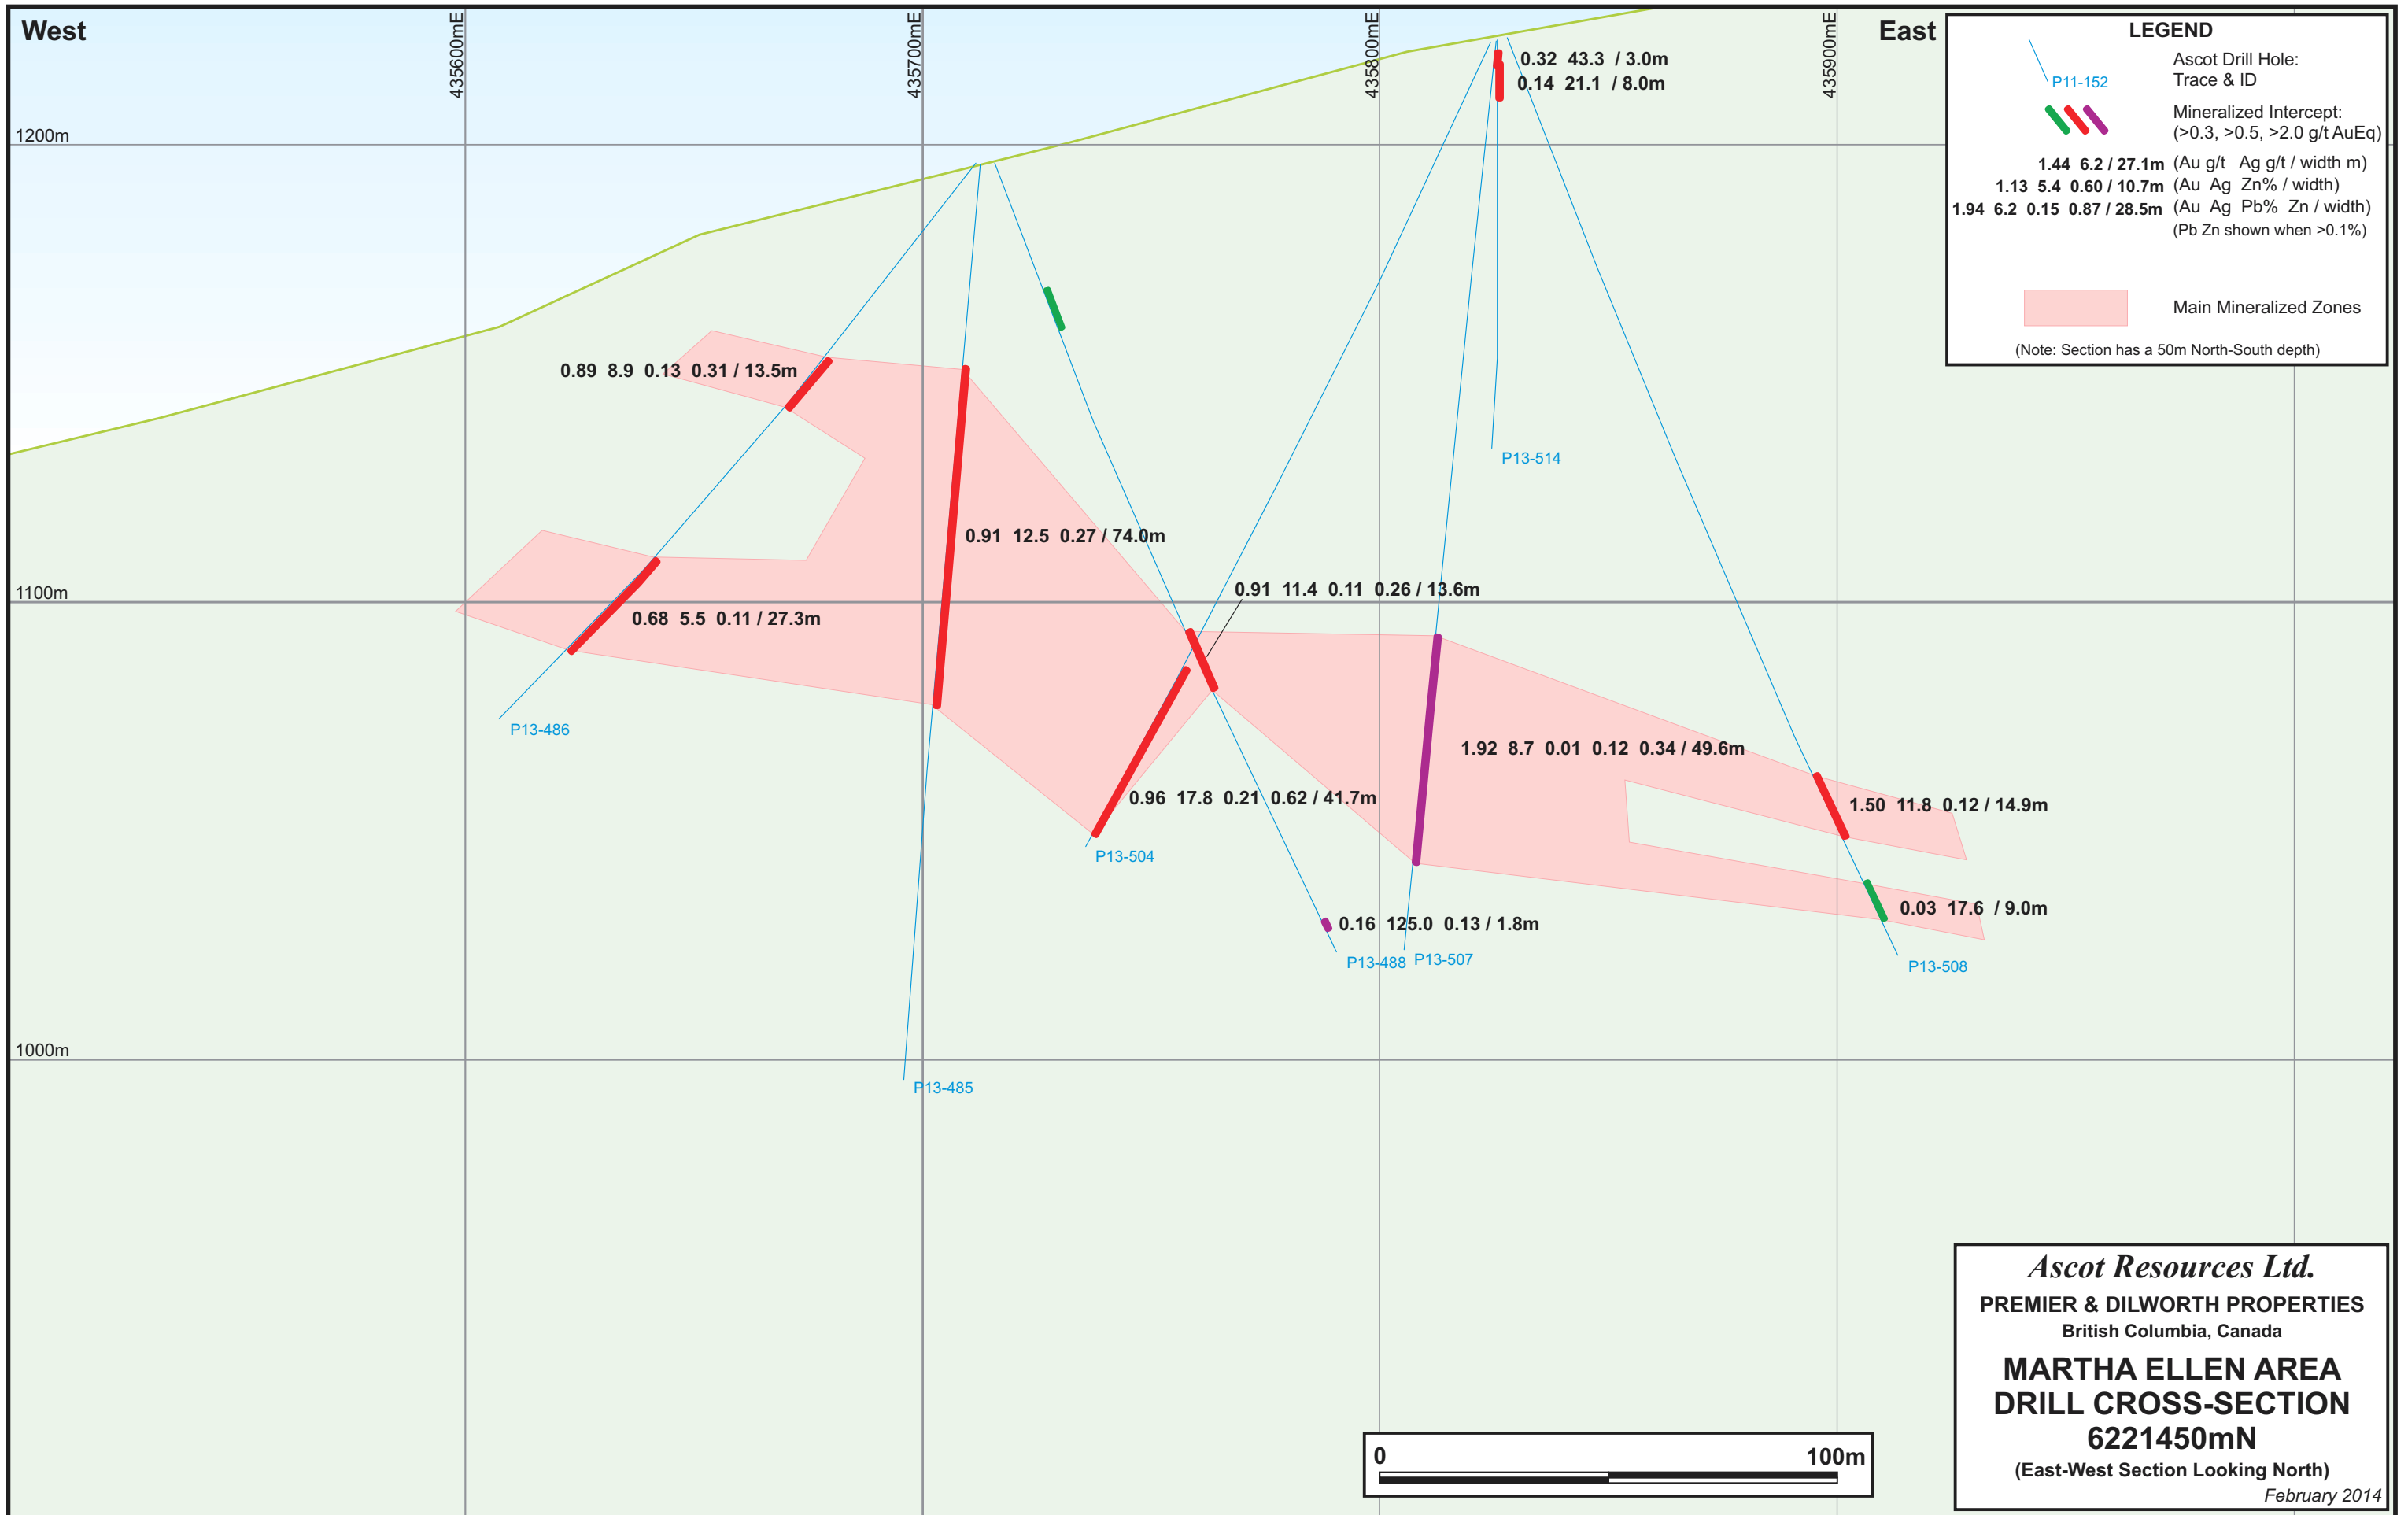 West
435600mE
435700mE
435800mE
435900mE
East
LEGEND
Ascot Drill Hole:
Trace & ID
P11-152
Mineralized Intercept:
(>0.3, >0.5, >2.0 g/t AuEq)
1.44 6.2 / 27.1m (Au g/t Ag g/t / width m)
1.13 5.4 0.60 / 10.7m (Au Ag Zn% / width)
1.94 6.2 0.15 0.87 / 28.5m (Au Ag Pb% Zn / width)
(Pb Zn shown when >0.1%)
Main Mineralized Zones
(Note: Section has a 50m North-South depth)
0.32 43.3 / 3.0m
0.14 21.1 / 8.0m
1200m
0.89 8.9 0.13 0.31 / 13.5m
P13-514
0.91 12.5 0.27 / 74.0m
1100m
0.91 11.4 0.11 0.26 / 13.6m
0.68 5.5 0.11 / 27.3m
P13-486
1.92 8.7 0.01 0.12 0.34 / 49.6m
0.96 17.8 0.21 0.62 / 41.7m
1.50 11.8 0.12 / 14.9m
P13-504
0.03 17.6 / 9.0m
0.16 125.0 0.13 / 1.8m
P13-488
P13-507
P13-508
1000m
P13-485
0 100m
Ascot Resources Ltd.
PREMIER & DILWORTH PROPERTIES
British Columbia, Canada
MARTHA ELLEN AREA
DRILL CROSS-SECTION
6221450mN
(East-West Section Looking North)
February 2014